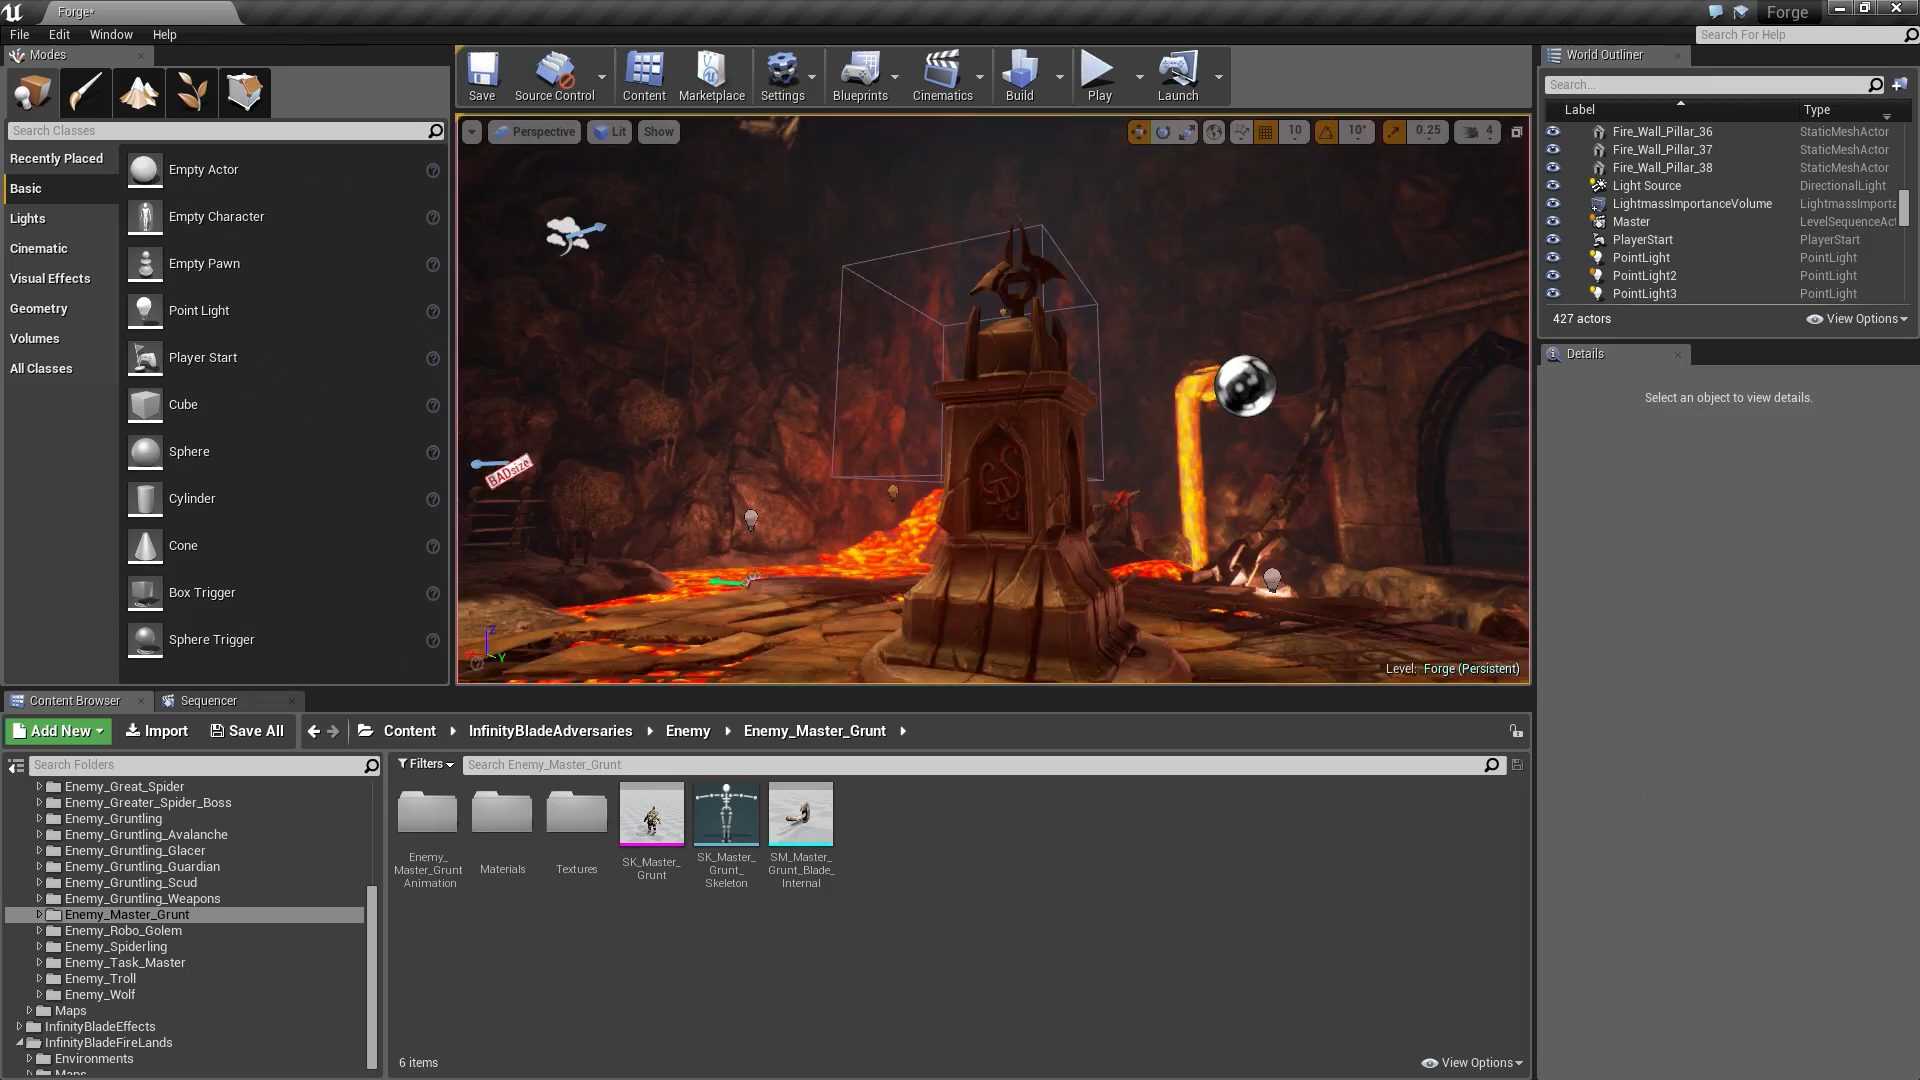 Forge*
Forge
File Edit Window Help
Search For Help
Modes
Search Classes
Recently Placed
Basic
Lights
Cinematic
Visual Effects
Geometry
Volumes
All Classes
Empty Actor
Empty Character
Empty Pawn
Point Light
Player Start
Cube
Sphere
Cylinder
Cone
Box Trigger
Sphere Trigger
Save
Source Control
Content
Marketplace
Settings
Blueprints
Cinematics
Build
Play
Launch
Perspective
Lit
Show
10
10°
0.25
4
BADsize
Z
Y
Level: Forge (Persistent)
World Outliner
Search...
Label Type
Fire_Wall_Pillar_36 StaticMeshActor
Fire_Wall_Pillar_37 StaticMeshActor
Fire_Wall_Pillar_38 StaticMeshActor
Light Source DirectionalLight
LightmassImportanceVolume LightmassImporta
Master LevelSequenceAct
PlayerStart PlayerStart
PointLight PointLight
PointLight2 PointLight
PointLight3 PointLight
427 actors
View Options
Details
Select an object to view details.
Content Browser
Sequencer
Add New
Import
Save All
Content InfinityBladeAdversaries Enemy Enemy_Master_Grunt
Search Folders
Enemy_Great_Spider
Enemy_Greater_Spider_Boss
Enemy_Gruntling
Enemy_Gruntling_Avalanche
Enemy_Gruntling_Glacer
Enemy_Gruntling_Guardian
Enemy_Gruntling_Scud
Enemy_Gruntling_Weapons
Enemy_Master_Grunt
Enemy_Robo_Golem
Enemy_Spiderling
Enemy_Task_Master
Enemy_Troll
Enemy_Wolf
Maps
InfinityBladeEffects
InfinityBladeFireLands
Environments
Maps
Filters
Search Enemy_Master_Grunt
Enemy_
Master_Grunt
Animation
Materials
Textures
SK_Master_
Grunt
SK_Master_
Grunt_
Skeleton
SM_Master_
Grunt_Blade_
Internal
6 items
View Options